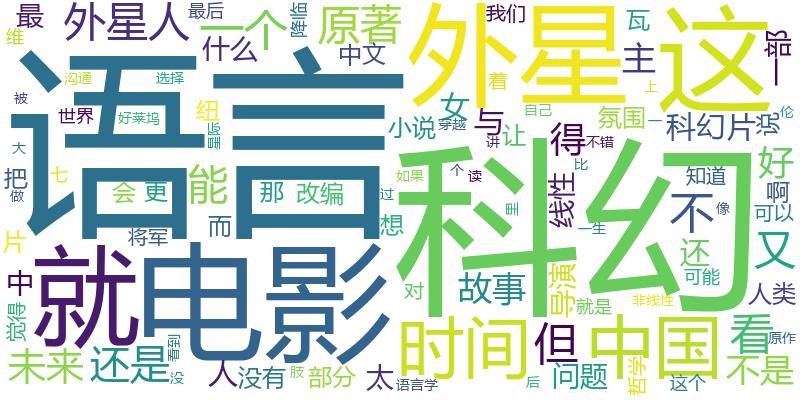 最
外星人
一个
最后
降临
原著
外星
这
我们
瓦
主
一部
维
什么
中文
着
上
沟通
选择
语言
科幻
被
世界
好莱坞
纽
星际
小说
穿越
女
与
自己
氛围
科幻片
说
伦
让
讲
得
不错
一
大
做
把
七
会
更
能
那
改编
如果
个
读
比
线性
知道
好
啊
过
里
不
像
可以
片
将军
而
想
一生
还
又
中
就
电影
对
故事
导演
就是
非线性
可能
人类
觉得
未来
还是
看到
没
人
没有
肢
部分
太
时间
语言学
但
后
问题
中国
哲学
这个
看
原作
不是